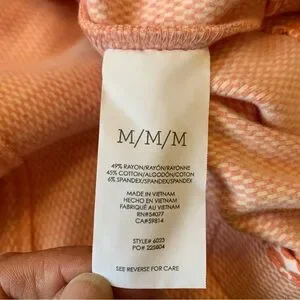 M/M/M
49% RAYON/RAYÓN/RAYONNE
45% COTTON/ALGODÓN/COTON
6% SPANDEX/SPANDEX/SPANDEX
MADE IN VIETNAM
HECHO EN VIETNAM
FABRIQUÉ AU VIETNAM
RN#54077
CA#59814
STYLE# 6023
PO# 225804
SEE REVERSE FOR CARE